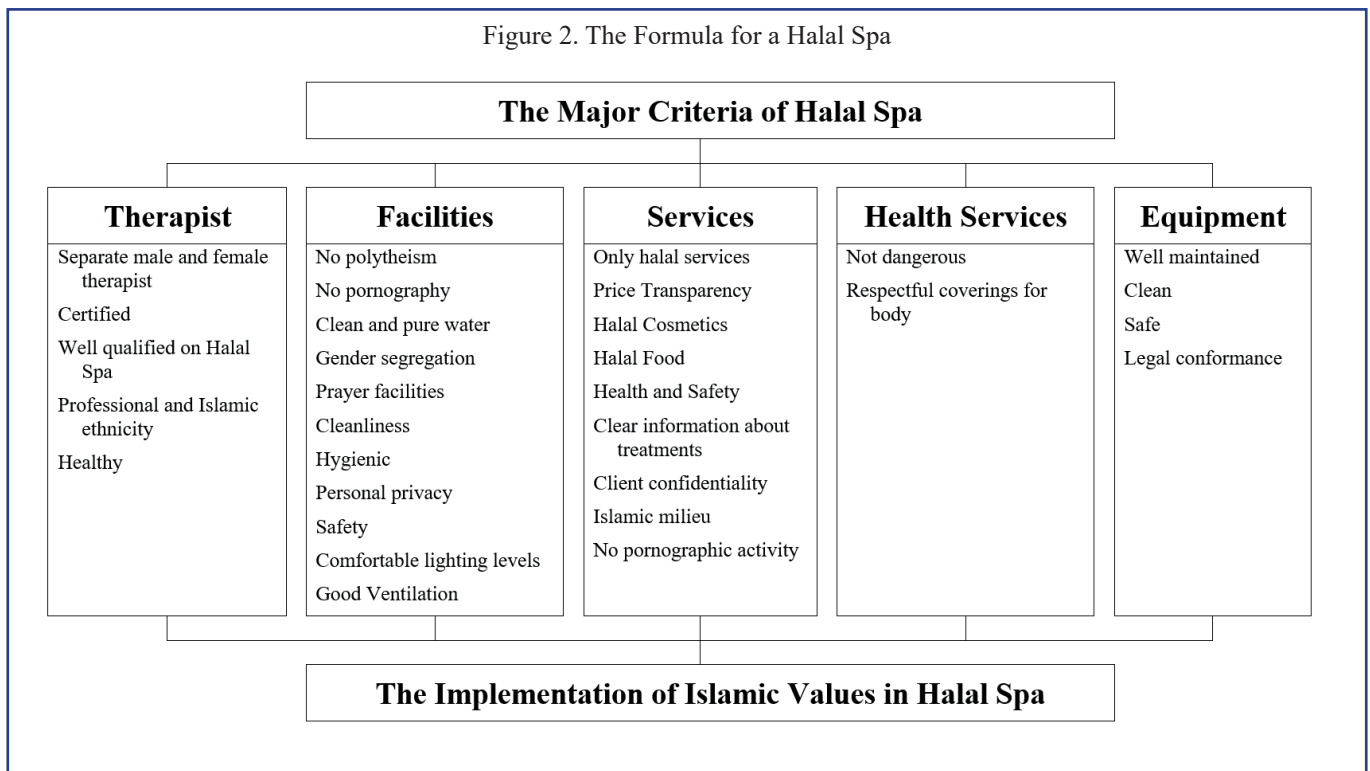 Figure 2. The Formula for a Halal Spa
The Major Criteria of Halal Spa
Therapist
Separate male and female
therapist
Certified
Well qualified on Halal
Spa
Professional and Islamic
ethnicity
Healthy
Facilities
No polytheism
No pornography
Clean and pure water
Gender segregation
Prayer facilities
Cleanliness
Hygienic
Personal privacy
Safety
Comfortable lighting levels
Good Ventilation
Services
Only halal services
Price Transparency
Halal Cosmetics
Halal Food
Health and Safety
Clear information about
treatments
Client confidentiality
Islamic milieu
No pornographic activity
Health Services
Not dangerous
Respectful coverings for
body
Equipment
Well maintained
Clean
Safe
Legal conformance
The Implementation of Islamic Values in Halal Spa